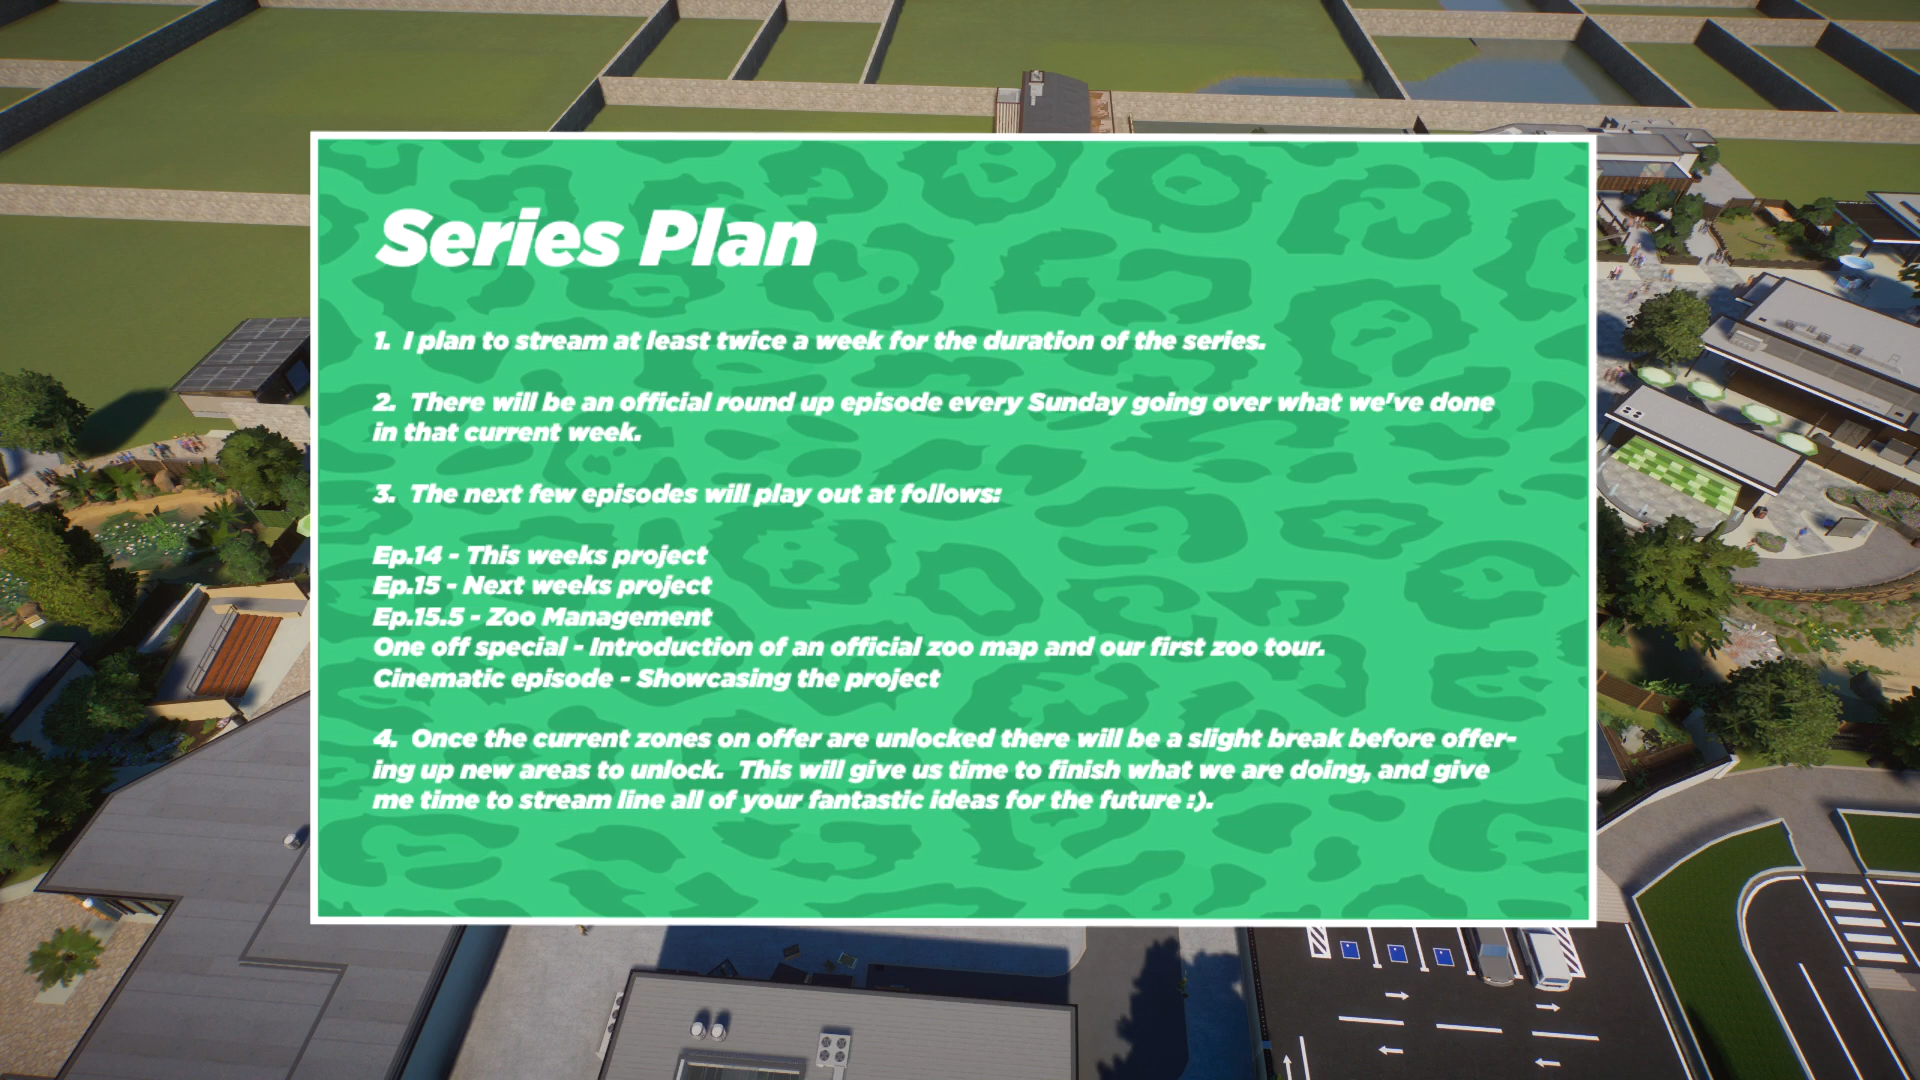 Series Plan
1.  I plan to stream at least twice a week for the duration of the series.
2.  There will be an official round up episode every Sunday going over what we've done
in that current week.
3.  The next few episodes will play out at follows:
Ep.14 - This weeks project
Ep.15 - Next weeks project
Ep.15.5 - Zoo Management
One off special - Introduction of an official zoo map and our first zoo tour.
Cinematic episode - Showcasing the project
4.  Once the current zones on offer are unlocked there will be a slight break before offer-
ing up new areas to unlock.  This will give us time to finish what we are doing, and give
me time to stream line all of your fantastic ideas for the future :).